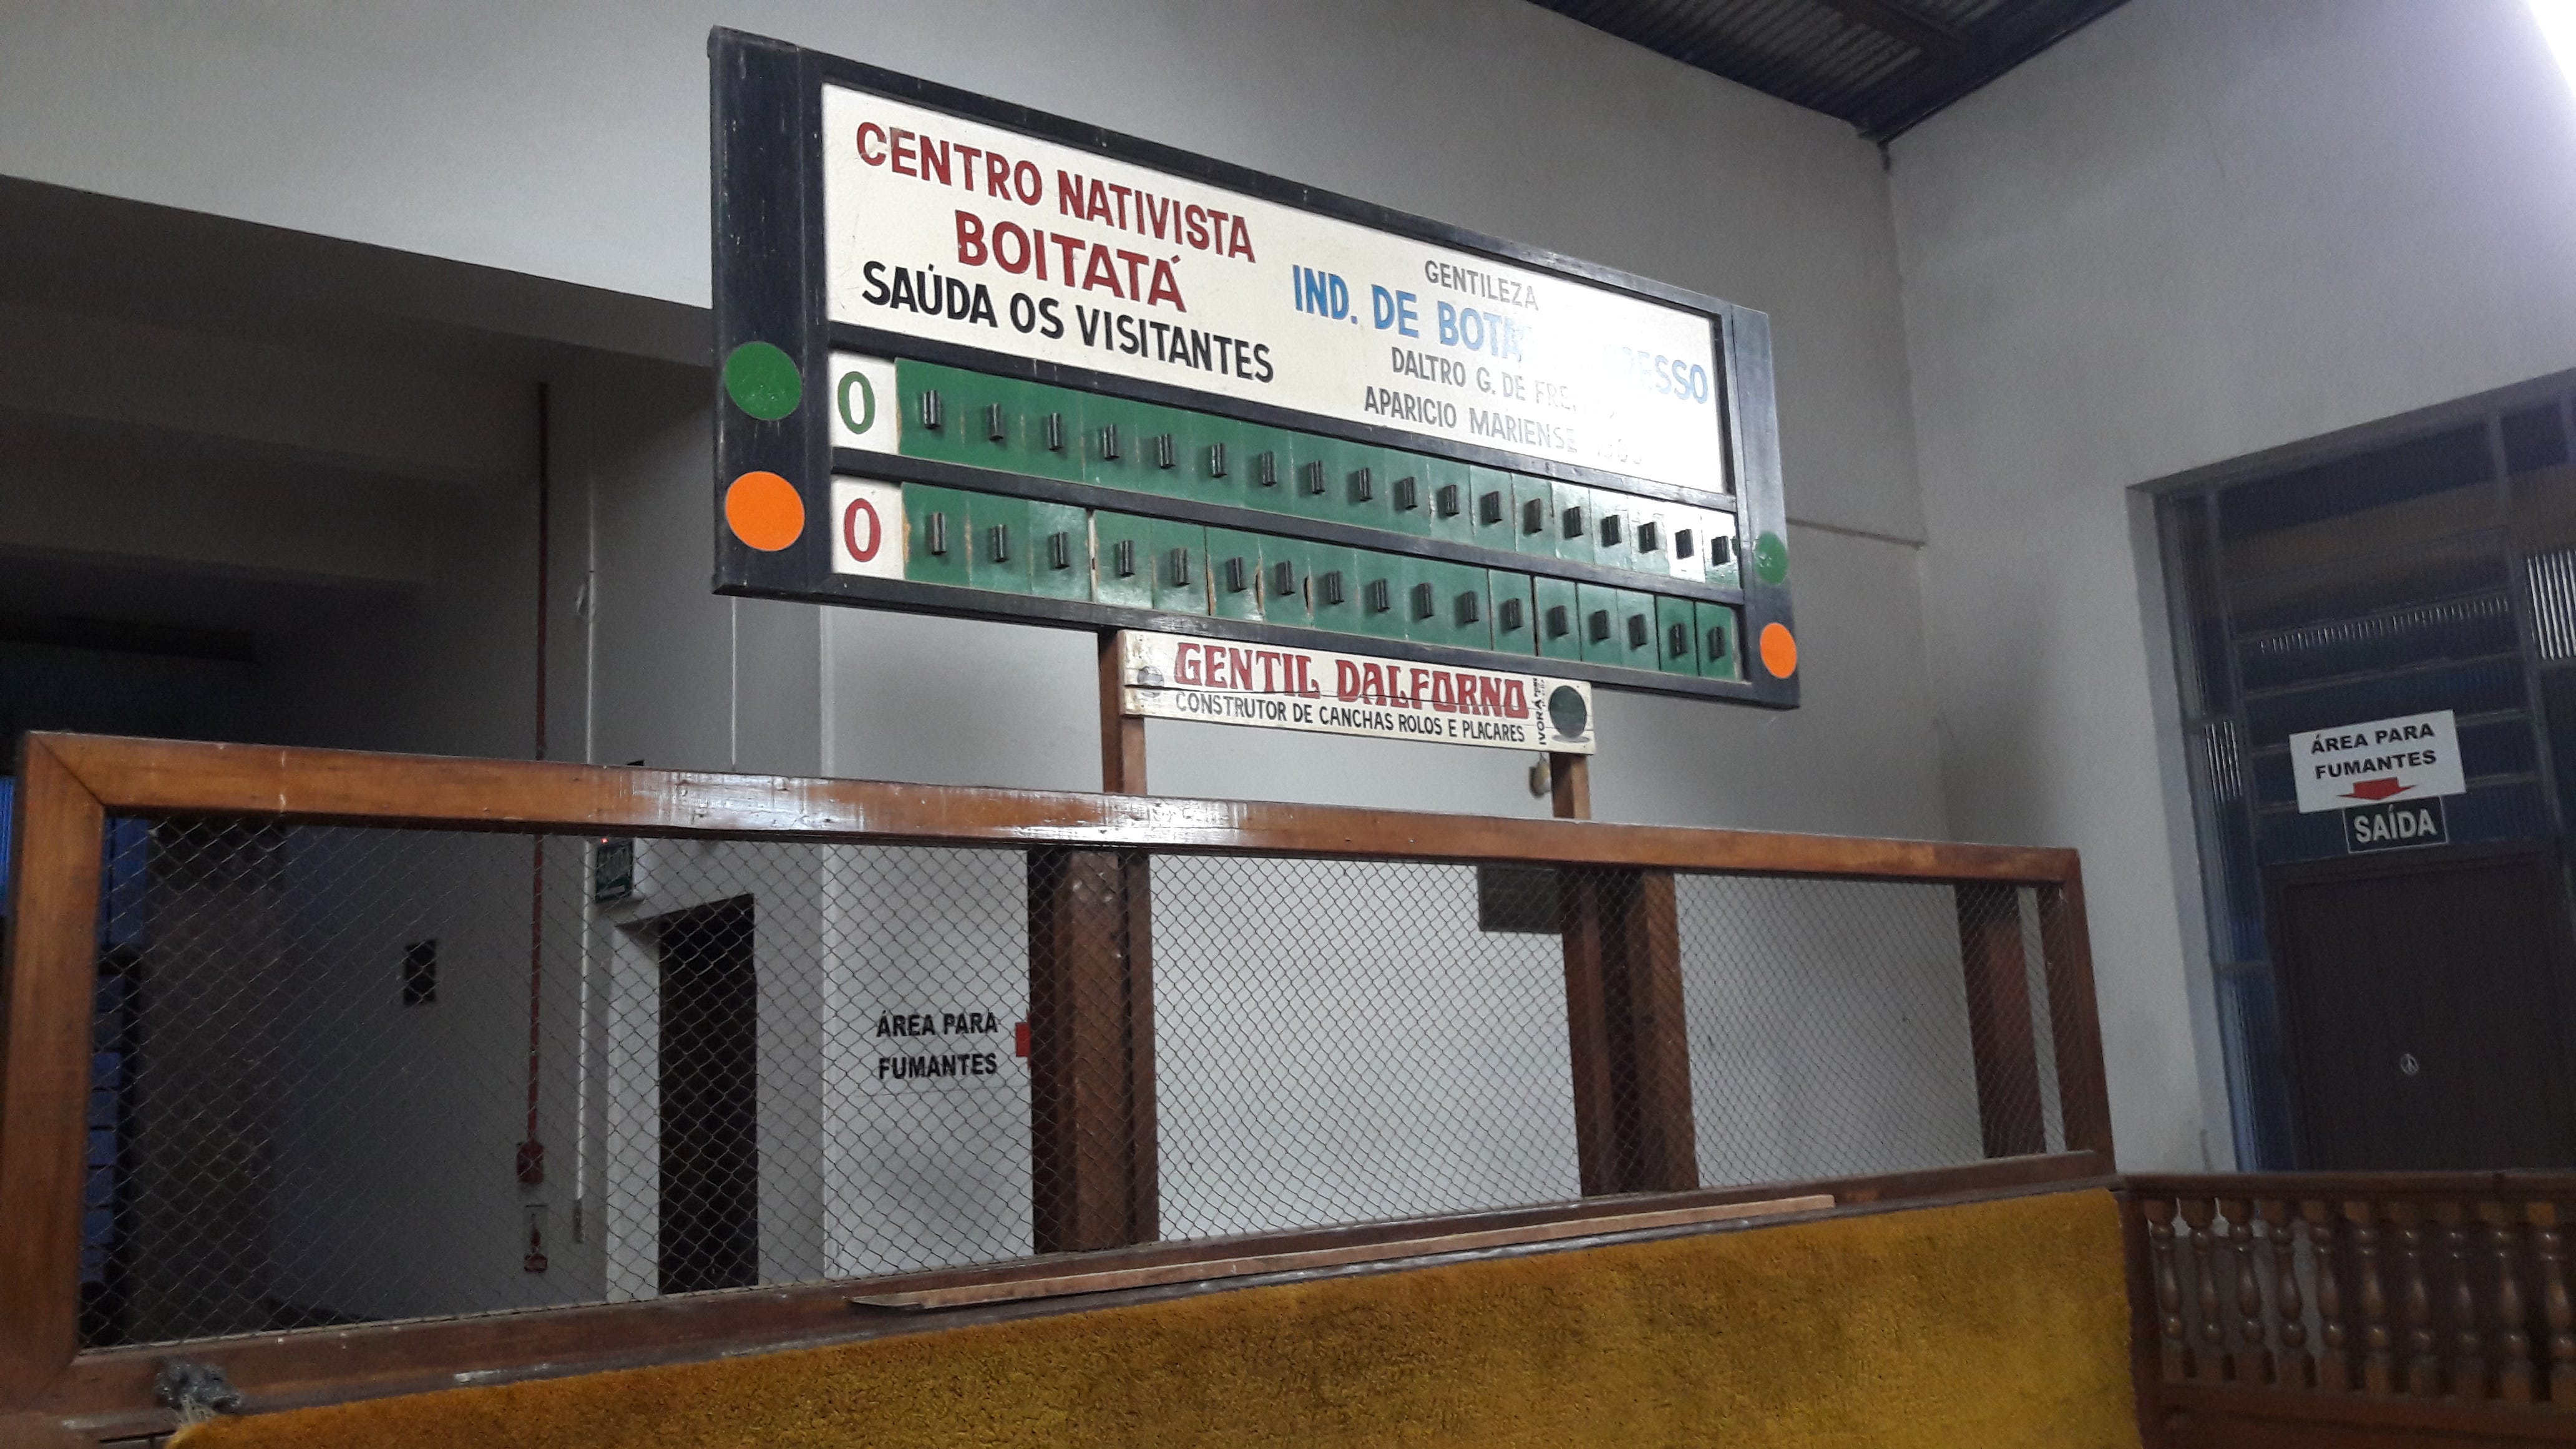 CENTRO NATIVISTA
BOITATÁ
SAÚDA OS VISITANTES
GENTILEZA
IND. DE
DALTRO G. DE
APARICIO MARIENSE
0
0
GENTIL DALFORNO
CONSTRUTOR DE CANCHAS ROLOS E PLACARES
IVORÁ
ÁREA PARA
FUMANTES
SAÍDA
ÁREA PARA
FUMANTES